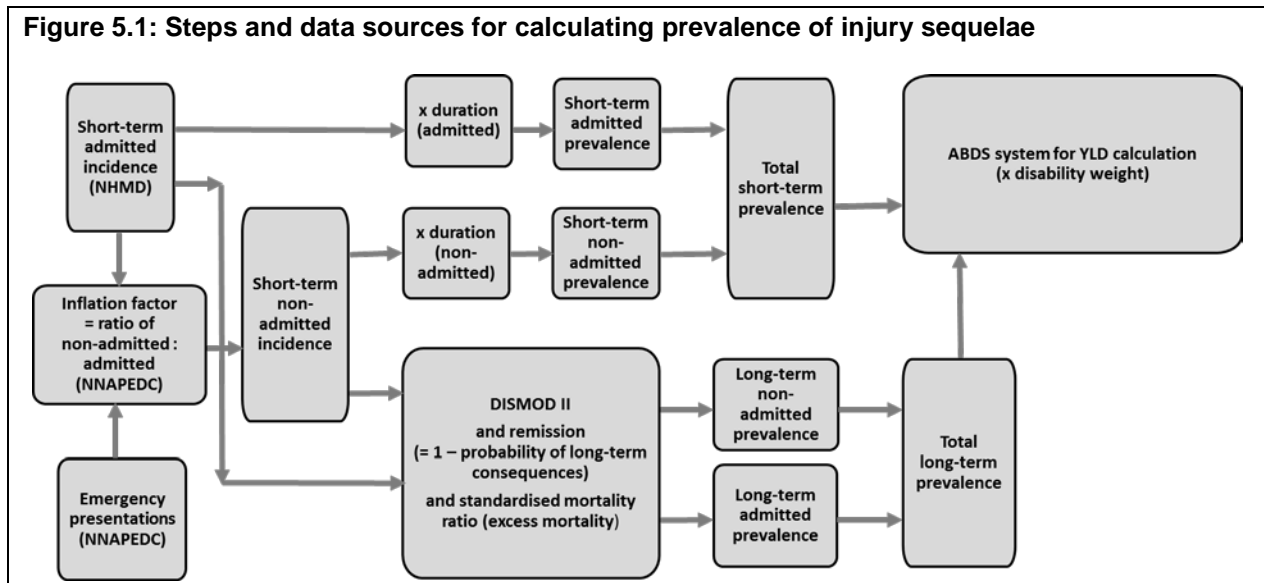 Figure 5.1: Steps and data sources for calculating prevalence of injury sequelae
Short-term
admitted
incidence
(NHMD)
x duration
(admitted)
Short-term
admitted
prevalence
Total
short-term
prevalence
ABDS system for YLD calculation
(x disability weight)
Inflation factor
= ratio of
non-admitted :
admitted
(NNAPEDC)
Short-term
non-
admitted
incidence
x duration
(non-
admitted)
Short-term
non-
admitted
prevalence
Emergency
presentations
(NNAPEDC)
DISMOD II
and remission
(= 1 – probability of long-term
consequences)
and standardised mortality
ratio (excess mortality)
Long-term
non-
admitted
prevalence
Long-term
admitted
prevalence
Total
long-term
prevalence